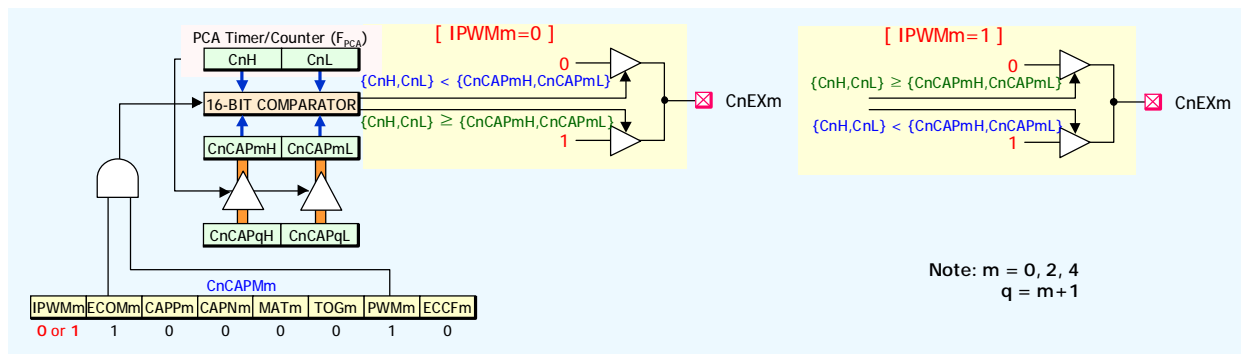 PCA Timer/Counter (FPCA)
CnH CnL
16-BIT COMPARATOR
CnCAPmH CnCAPmL
CnCAPqH CnCAPqL
[ IPWMm=0 ]
0
{CnH,CnL} < {CnCAPmH,CnCAPmL}
{CnH,CnL} ≥ {CnCAPmH,CnCAPmL}
1
CnEXm
[ IPWMm=1 ]
0
{CnH,CnL} ≥ {CnCAPmH,CnCAPmL}
{CnH,CnL} < {CnCAPmH,CnCAPmL}
1
CnEXm
CnCAPMm
IPWMm ECOMm CAPPm CAPNm MATm TOGm PWMm ECCFm
0 or 1 1 0 0 0 0 1 0
Note: m = 0, 2, 4
q = m+1